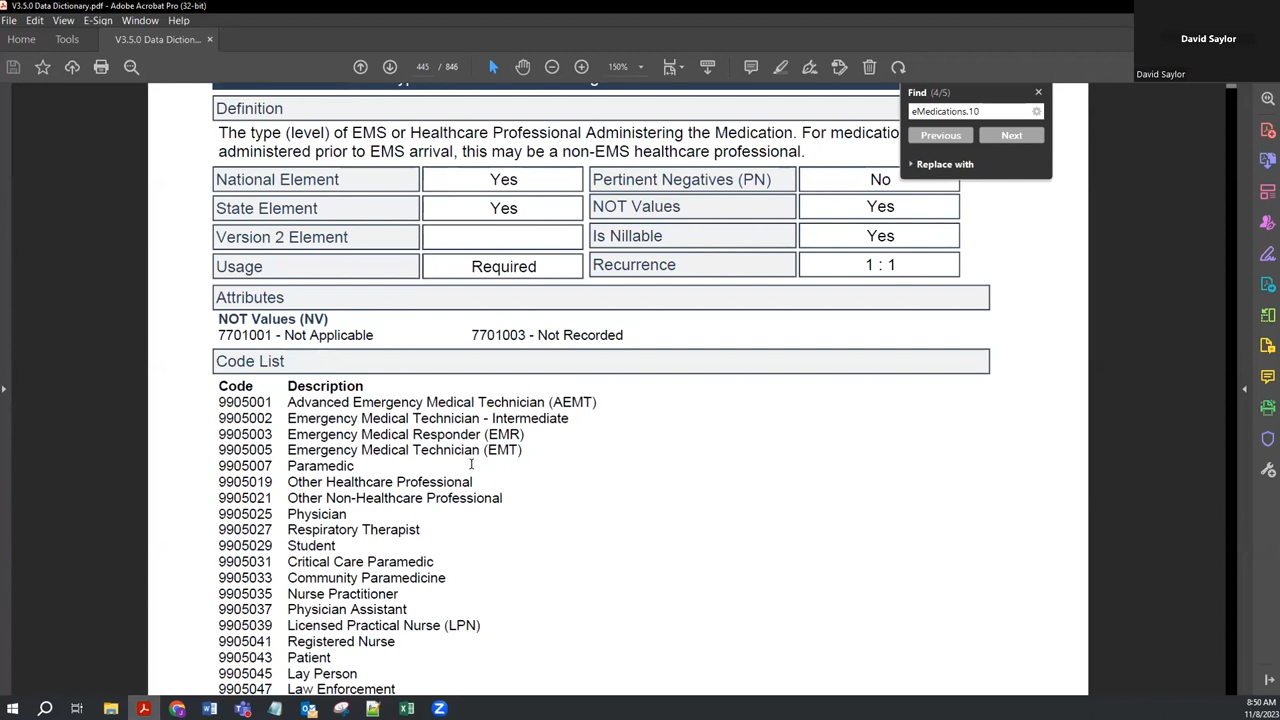 V3.5.0 Data Dictionary.pdf - Adobe Acrobat Pro (32-bit)
File Edit View E-Sign Window Help
Home Tools V3.5.0 Data Diction... ×
445 / 846 150%
David Saylor
David Saylor
Find (4/5)
eMedications.10
Previous Next
Replace with
Definition
The type (level) of EMS or Healthcare Professional Administering the Medication. For medicatio
administered prior to EMS arrival, this may be a non-EMS healthcare professional.
National Element Yes Pertinent Negatives (PN) No
State Element Yes NOT Values Yes
Version 2 Element Is Nillable Yes
Usage Required Recurrence 1 : 1
Attributes
NOT Values (NV)
7701001 - Not Applicable 7701003 - Not Recorded
Code List
Code Description
9905001 Advanced Emergency Medical Technician (AEMT)
9905002 Emergency Medical Technician - Intermediate
9905003 Emergency Medical Responder (EMR)
9905005 Emergency Medical Technician (EMT)
9905007 Paramedic
9905019 Other Healthcare Professional
9905021 Other Non-Healthcare Professional
9905025 Physician
9905027 Respiratory Therapist
9905029 Student
9905031 Critical Care Paramedic
9905033 Community Paramedicine
9905035 Nurse Practitioner
9905037 Physician Assistant
9905039 Licensed Practical Nurse (LPN)
9905041 Registered Nurse
9905043 Patient
9905045 Lay Person
9905047 Law Enforcement
8:50 AM
11/8/2023